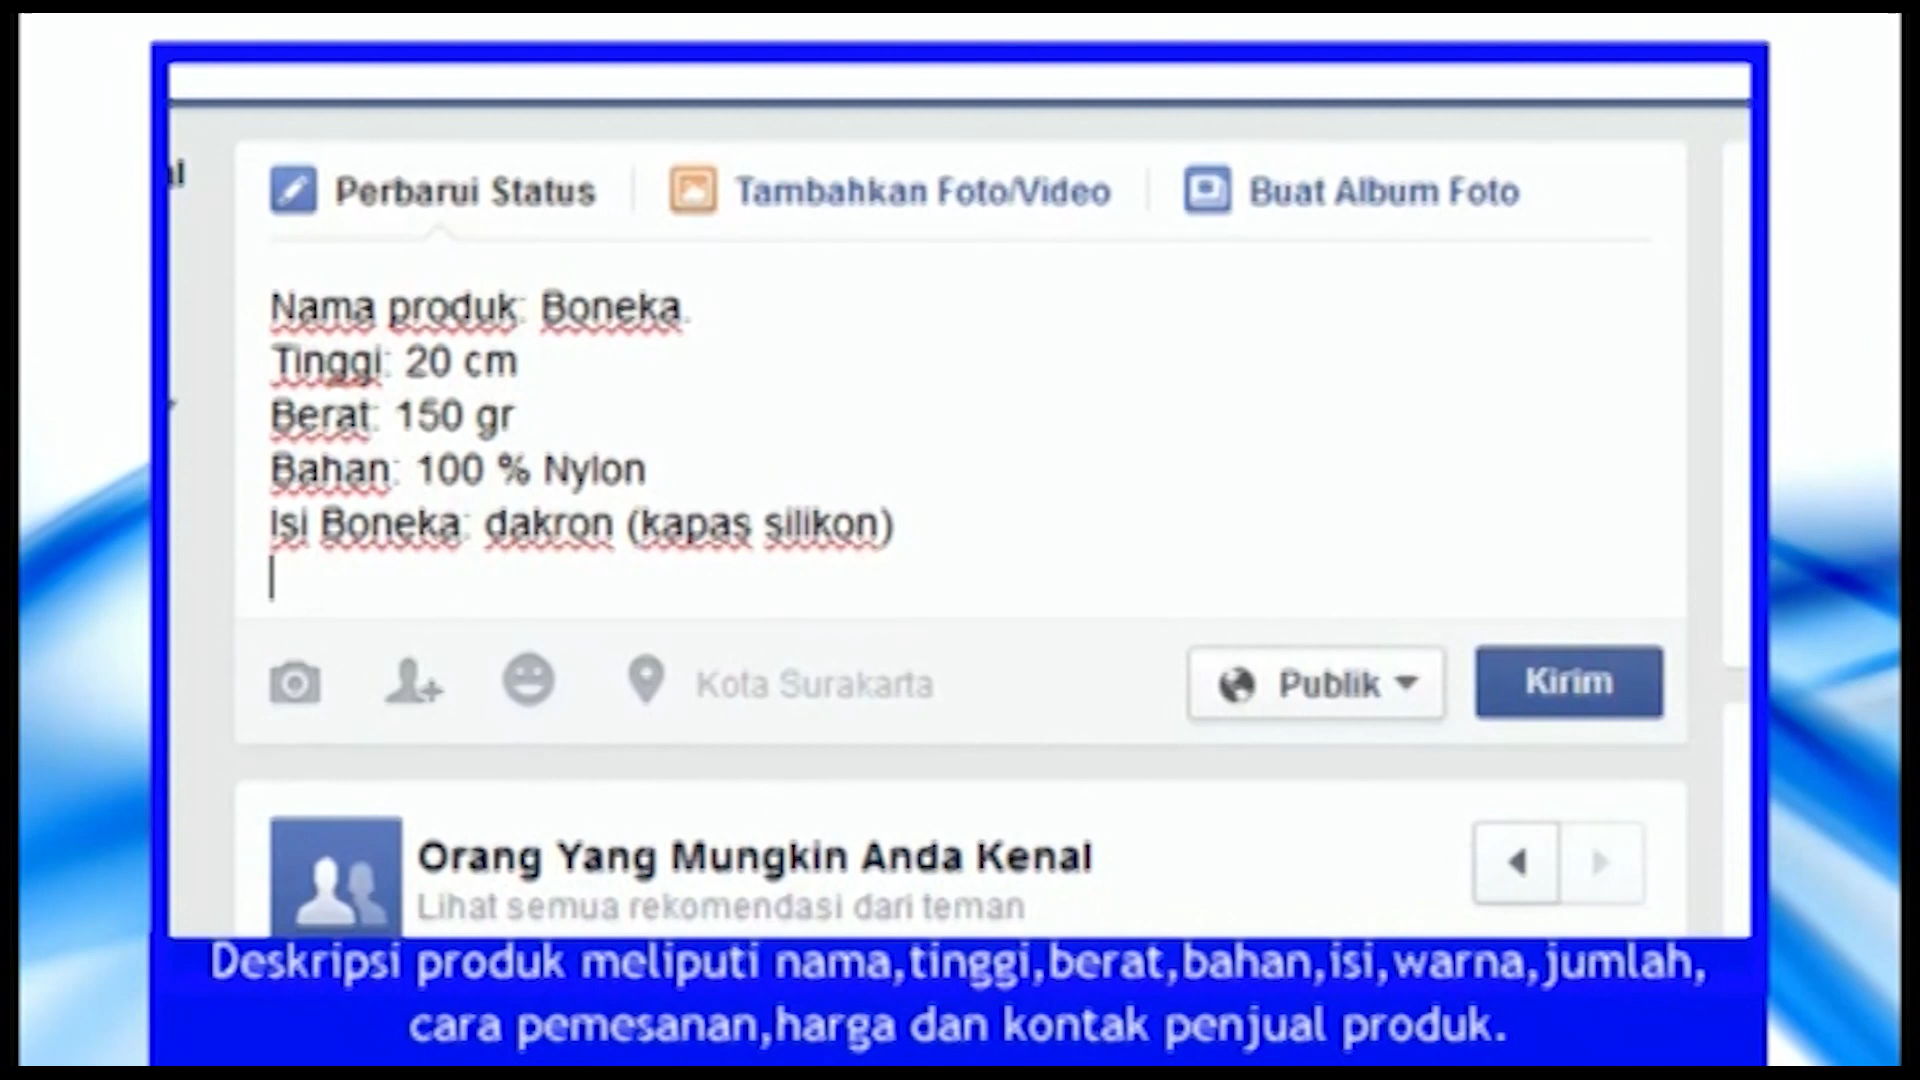 Perbarui Status
Tambahkan Foto/Video
Buat Album Foto
Nama produk: Boneka.
Tinggi: 20 cm
Berat: 150 gr
Bahan: 100 % Nylon
Isi Boneka: dakron (kapas silikon)
Kota Surakarta
Publik
Kirim
Orang Yang Mungkin Anda Kenal
Lihat semua rekomendasi dari teman
Deskripsi produk meliputi nama,tinggi,berat,bahan,isi,warna,jumlah,
cara pemesanan,harga dan kontak penjual produk.